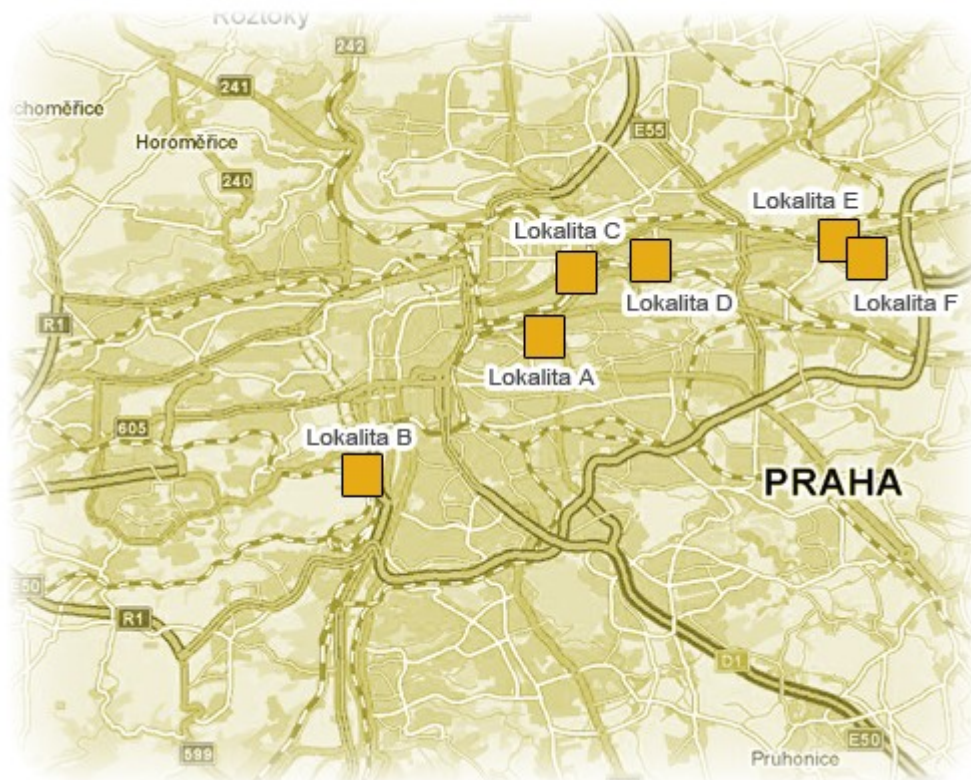 Roztoky
242
241
choměřice
Horoměřice
E55
240
Lokalita E
Lokalita C
Lokalita D
Lokalita F
R1
Lokalita A
605
Lokalita B
PRAHA
E50
R1
D1
E50
599
Průhonice